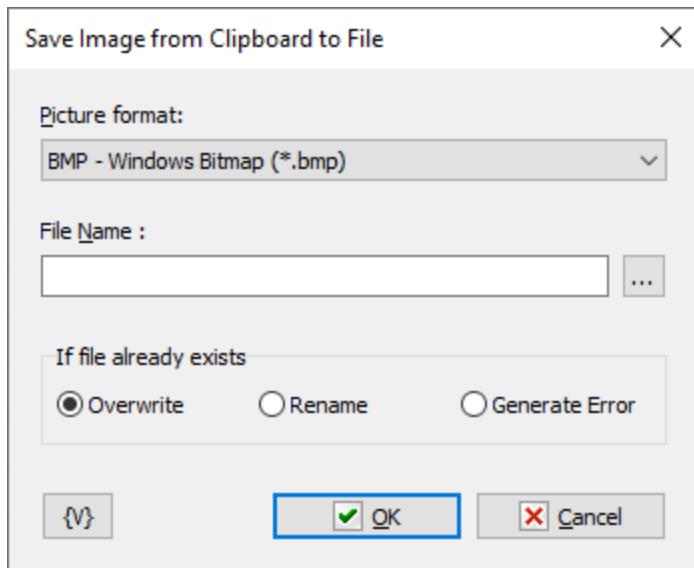 Save Image from Clipboard to File
Picture format:
BMP - Windows Bitmap (*.bmp)
File Name :
...
If file already exists
Overwrite Rename Generate Error
{V} OK Cancel